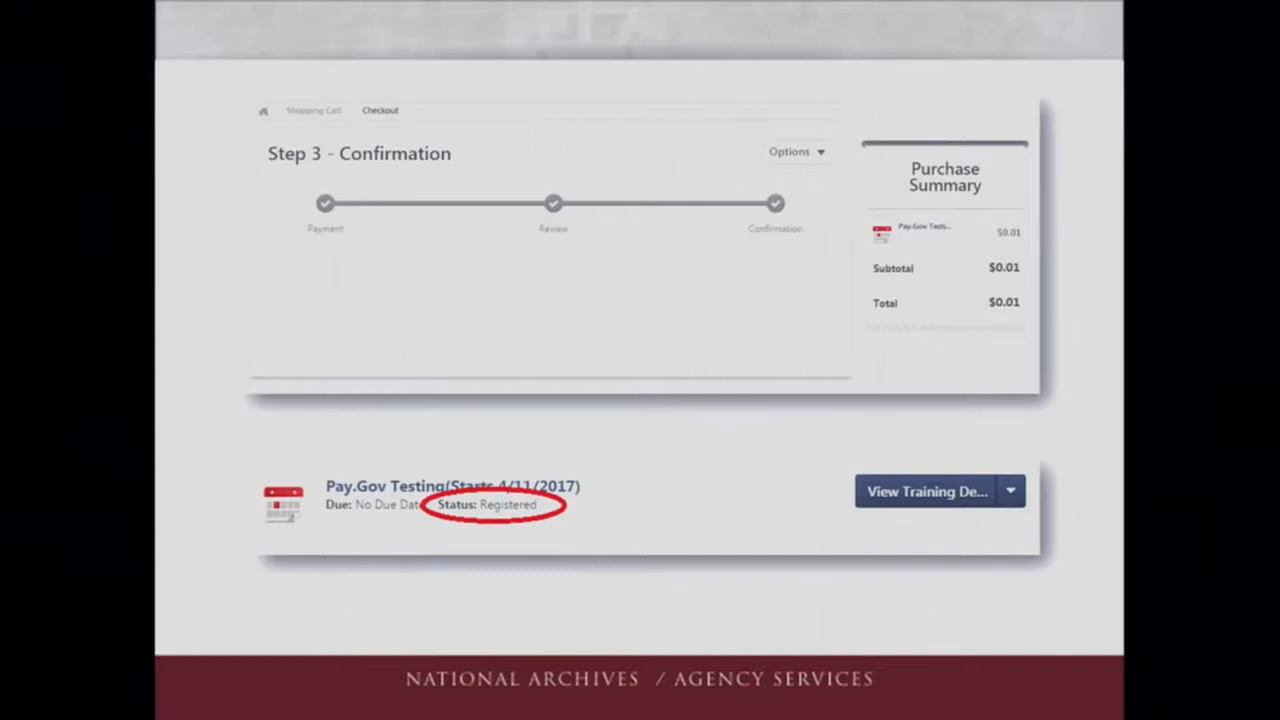 Shopping Cart Checkout
Step 3 - Confirmation
Options
Payment Review Confirmation
Purchase
Summary
Pay.Gov Tests... $0.01
Subtotal $0.01
Total $0.01
Pay.Gov Testing(Starts 4/11/2017)
Due: No Due Date Status: Registered
View Training De...
NATIONAL ARCHIVES / AGENCY SERVICES